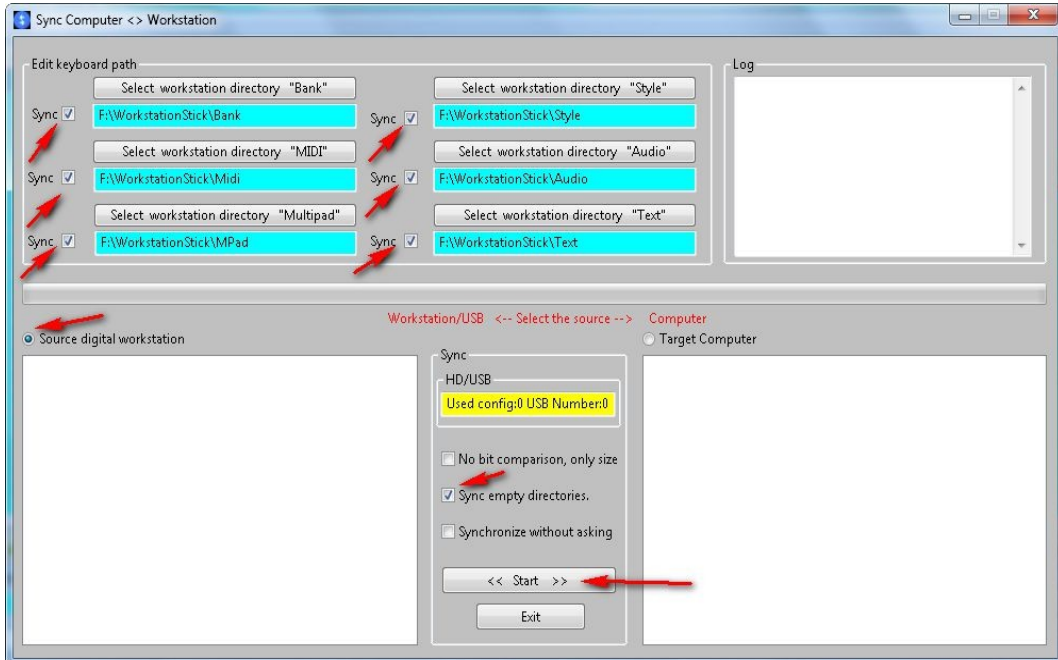 Sync Computer <> Workstation
Edit keyboard path
Select workstation directory "Bank"
Sync
F:\WorkstationStick\Bank
Select workstation directory "MIDI"
Sync
F:\WorkstationStick\Midi
Select workstation directory "Multipad"
Sync
F:\WorkstationStick\MPad
Select workstation directory "Style"
Sync
F:\WorkstationStick\Style
Select workstation directory "Audio"
Sync
F:\WorkstationStick\Audio
Select workstation directory "Text"
Sync
F:\WorkstationStick\Text
Log
Workstation/USB <-- Select the source --> Computer
Source digital workstation
Target Computer
Sync
HD/USB
Used config:0 USB Number:0
No bit comparison, only size
Sync empty directories.
Synchronize without asking
<< Start >>
Exit